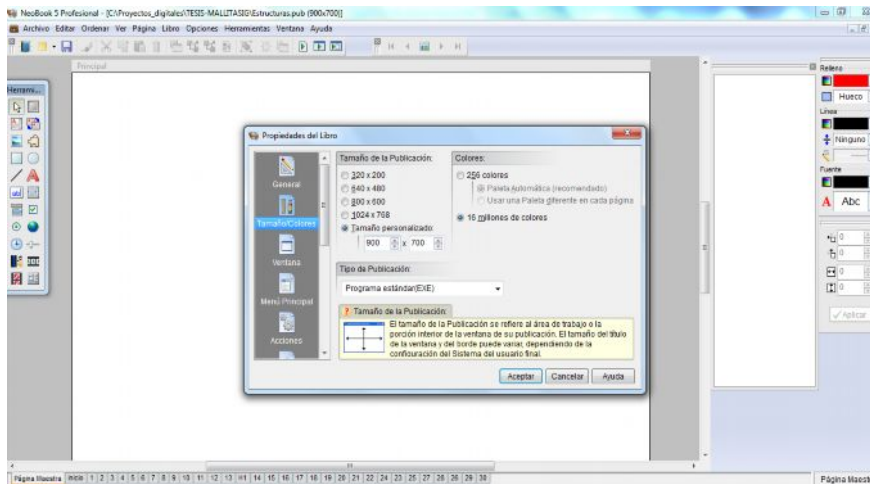 NeoBook 5 Profesional - [C:\Proyectos_digitales\TESIS-MALLITASIG\Estructuras.pub (900x700)]
Archivo Editar Ordenar Ver Página Libro Opciones Herramientas Ventana Ayuda
Principal
Herrami...
Propiedades del Libro
General
Tamaño/Colores
Ventana
Menú Principal
Acciones
Tamaño de la Publicación:
320 x 200
640 x 480
800 x 600
1024 x 768
Tamaño personalizado:
900 x 700
Colores:
256 colores
Paleta Automática (recomendado)
Usar una Paleta diferente en cada página
16 millones de colores
Tipo de Publicación:
Programa estándar(EXE)
? Tamaño de la Publicación:
El tamaño de la Publicación se refiere al área de trabajo o la
porción interior de la ventana de su publicación. El tamaño del título
de la ventana y del borde puede variar, dependiendo de la
configuración del Sistema del usuario final.
Aceptar Cancelar Ayuda
Relleno
Hueco
Línea
Ninguno
Fuente
A Abc
0
0
0
0
Aplicar
Página Maestra Inicio 1 2 3 4 5 6 7 8 9 10 11 12 13 H1 14 15 16 17 18 19 20 21 22 24 23 25 27 28 26 29 30
Página Maest